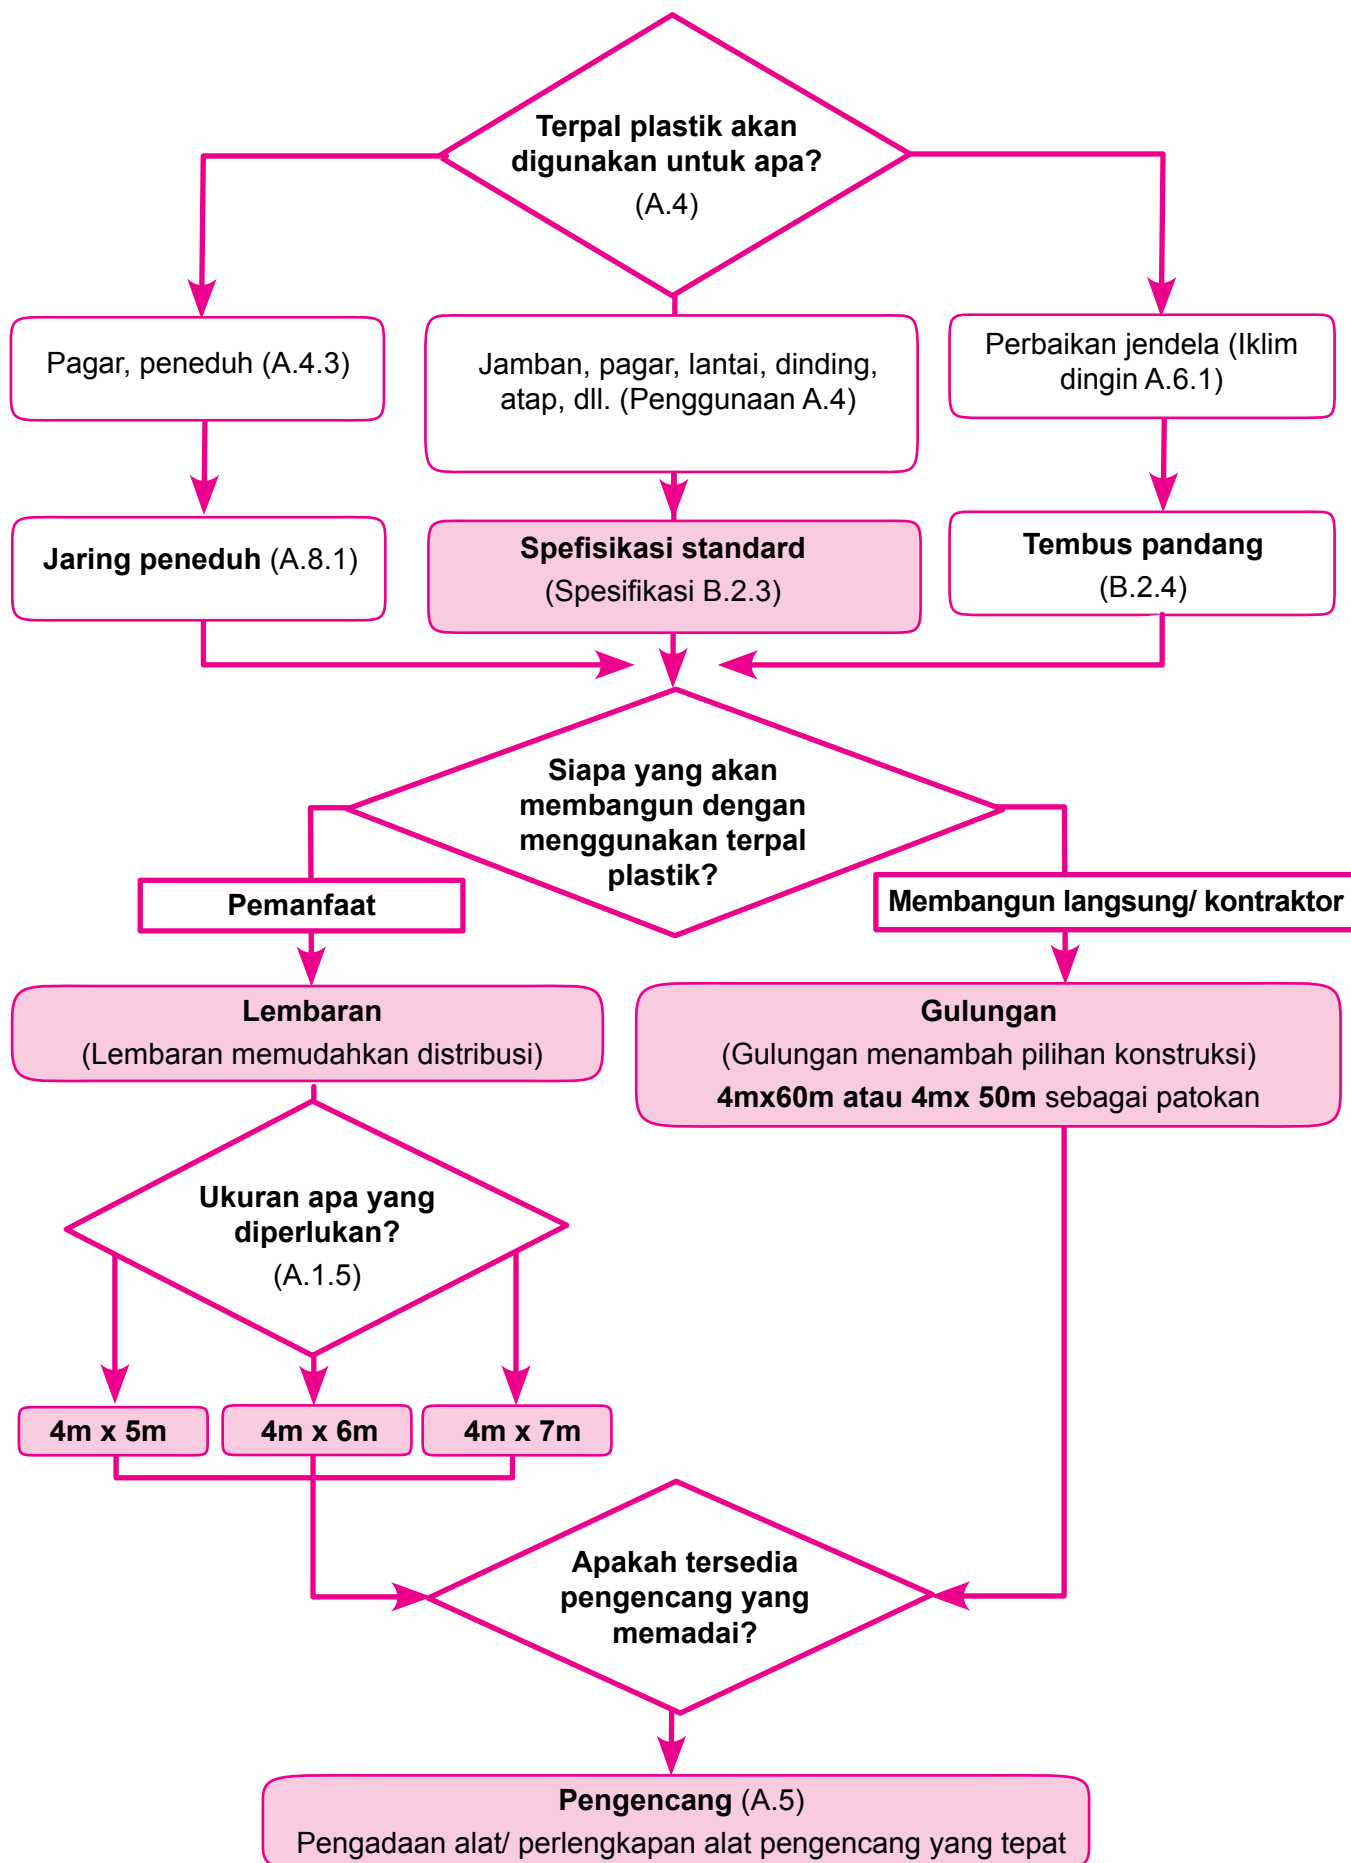 Terpal plastik akan
digunakan untuk apa?
(A.4)
Pagar, peneduh (A.4.3)
Jamban, pagar, lantai, dinding,
atap, dll. (Penggunaan A.4)
Perbaikan jendela (Iklim
dingin A.6.1)
Jaring peneduh (A.8.1)
Spefisikasi standard
(Spesifikasi B.2.3)
Tembus pandang
(B.2.4)
Siapa yang akan
membangun dengan
menggunakan terpal
plastik?
Pemanfaat
Membangun langsung/ kontraktor
Lembaran
(Lembaran memudahkan distribusi)
Gulungan
(Gulungan menambah pilihan konstruksi)
4mx60m atau 4mx 50m sebagai patokan
Ukuran apa yang
diperlukan?
(A.1.5)
4m x 5m
4m x 6m
4m x 7m
Apakah tersedia
pengencang yang
memadai?
Pengencang (A.5)
Pengadaan alat/ perlengkapan alat pengencang yang tepat